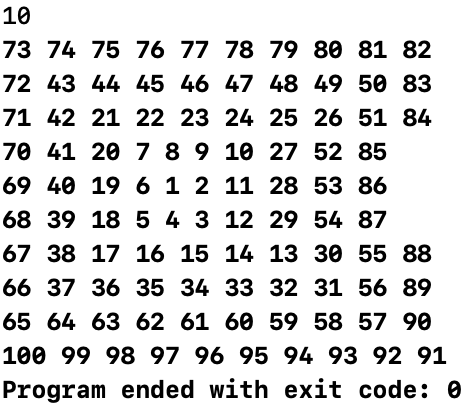 10
73 74 75 76 77 78 79 80 81 82
72 43 44 45 46 47 48 49 50 83
71 42 21 22 23 24 25 26 51 84
70 41 20 7 8 9 10 27 52 85
69 40 19 6 1 2 11 28 53 86
68 39 18 5 4 3 12 29 54 87
67 38 17 16 15 14 13 30 55 88
66 37 36 35 34 33 32 31 56 89
65 64 63 62 61 60 59 58 57 90
100 99 98 97 96 95 94 93 92 91
Program ended with exit code: 0